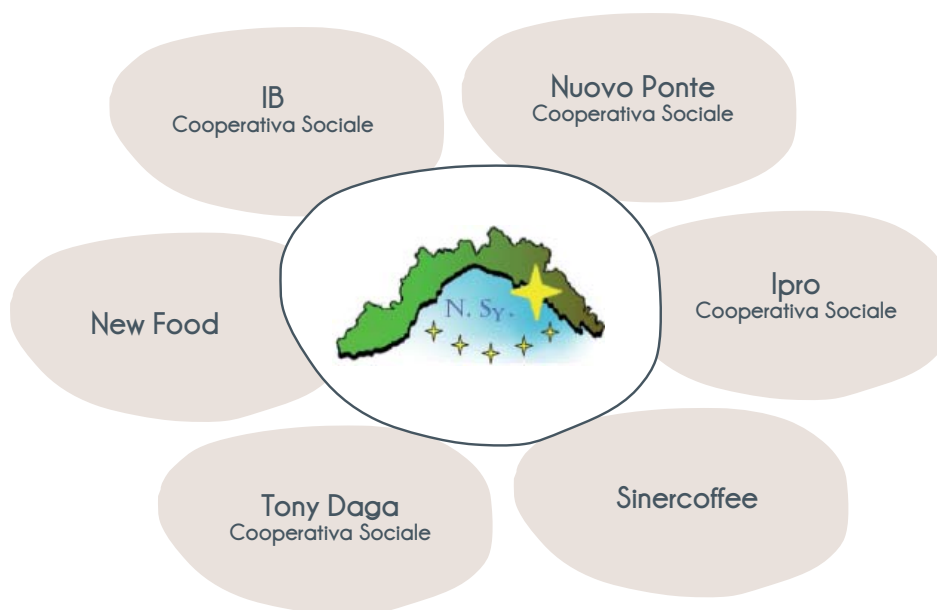 IB
Cooperativa Sociale
Nuovo Ponte
Cooperativa Sociale
New Food
N. Sy.
Ipro
Cooperativa Sociale
Tony Daga
Cooperativa Sociale
Sinercoffee